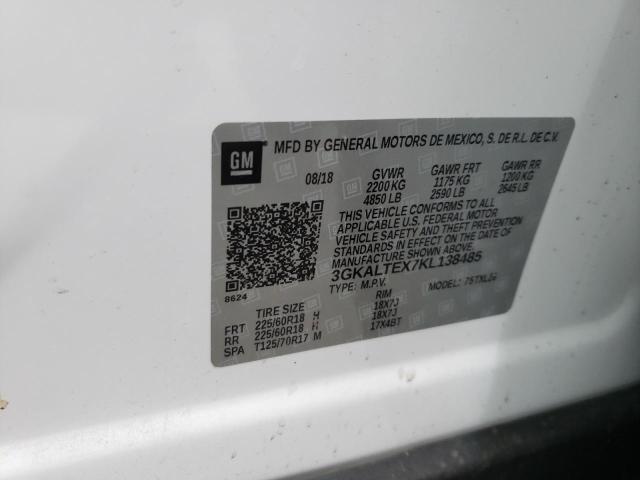 GM
MFD BY GENERAL MOTORS DE MEXICO, S. DE R.L. DE C.V.
08/18 GVWR GAWR FRT GAWR RR
2200 KG 1175 KG 1200 KG
4850 LB 2590 LB 2645 LB
THIS VEHICLE CONFORMS TO ALL
APPLICABLE U.S. FEDERAL MOTOR
VEHICLE SAFETY AND THEFT PREVENTION
STANDARDS IN EFFECT ON THE DATE OF
MANUFACTURE SHOWN ABOVE.
3GKALTEX7KL138485
TYPE: M.P.V. MODEL:
8624
TIRE SIZE RIM
FRT 225/60R18 H 18X7J
RR 225/60R18 H 18X7J
SPA T125/70R17 M 17X4BT